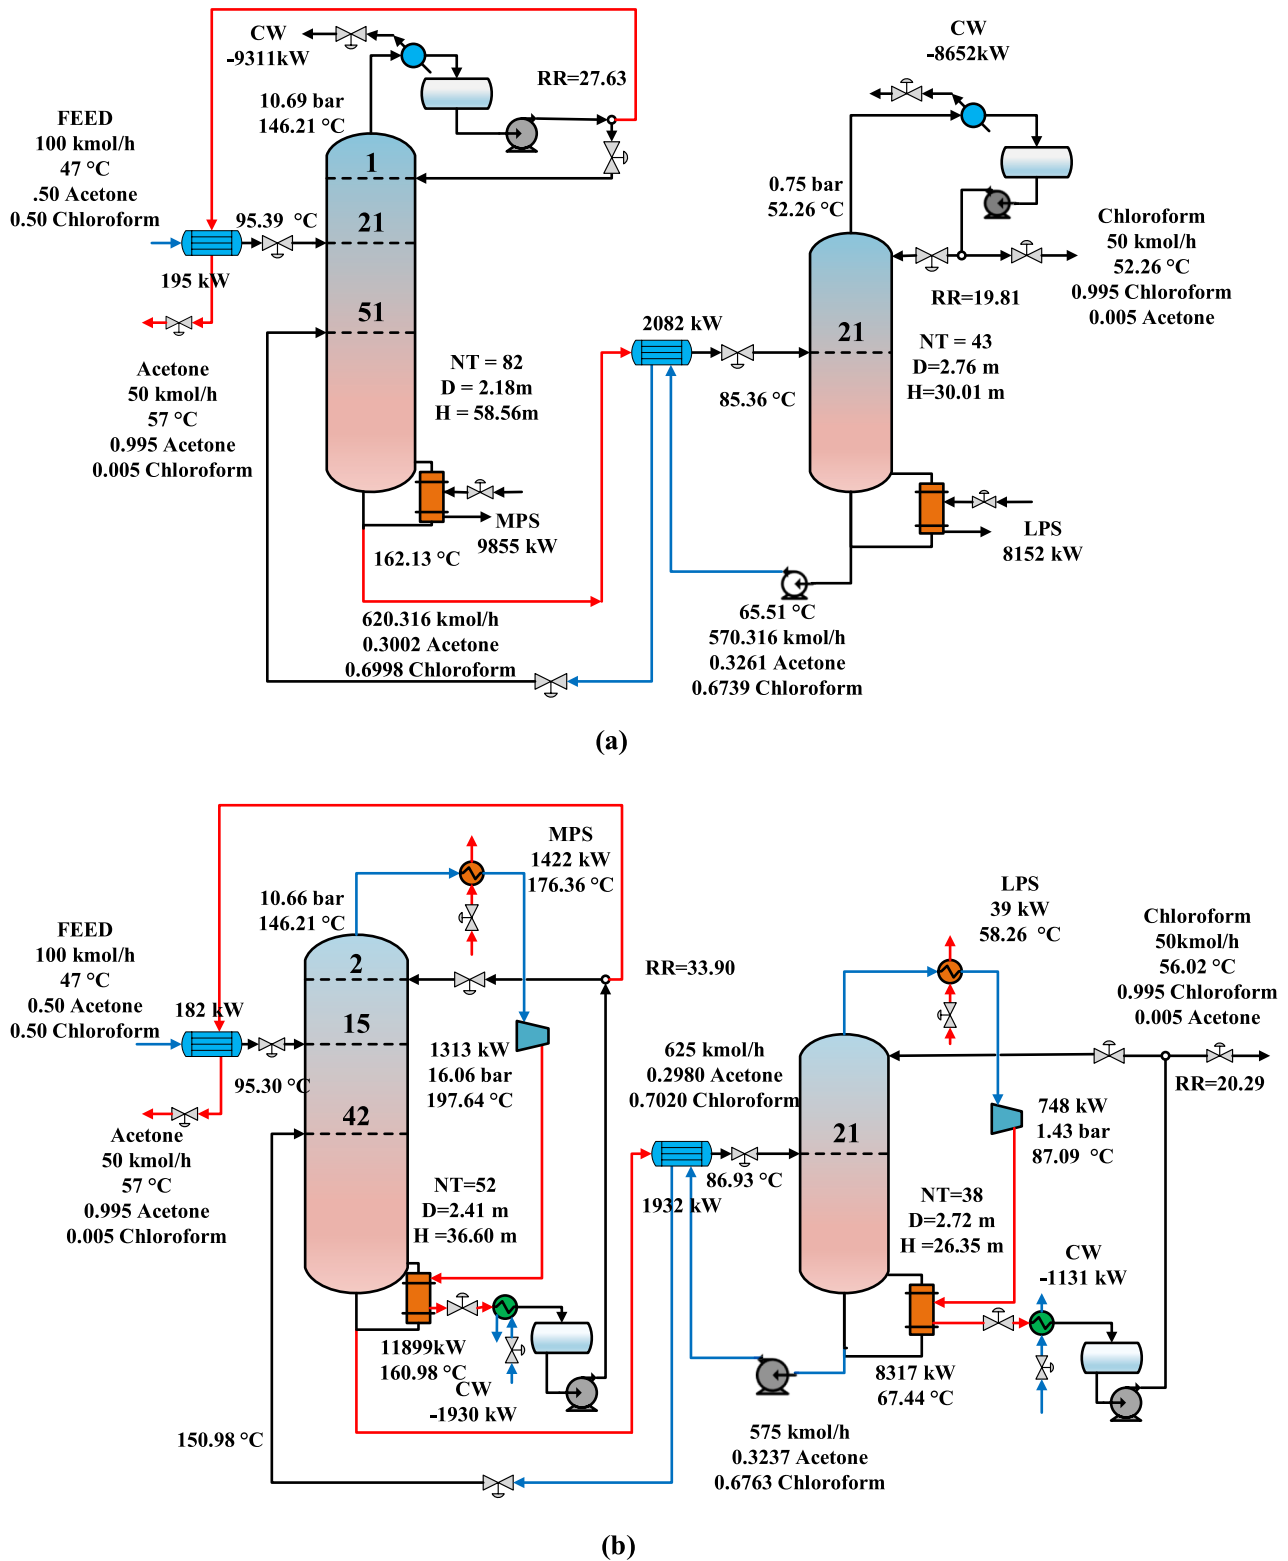 CW
-9311kW
RR=27.63
10.69 bar
146.21 °C
FEED
100 kmol/h
47 °C
.50 Acetone
0.50 Chloroform
95.39 °C
195 kW
1
21
51
Acetone
50 kmol/h
57 °C
0.995 Acetone
0.005 Chloroform
NT = 82
D = 2.18m
H = 58.56m
MPS
9855 kW
162.13 °C
620.316 kmol/h
0.3002 Acetone
0.6998 Chloroform
2082 kW
85.36 °C
CW
-8652kW
0.75 bar
52.26 °C
Chloroform
50 kmol/h
52.26 °C
0.995 Chloroform
0.005 Acetone
RR=19.81
21
NT = 43
D=2.76 m
H=30.01 m
LPS
8152 kW
65.51 °C
570.316 kmol/h
0.3261 Acetone
0.6739 Chloroform
(a)
MPS
1422 kW
176.36 °C
10.66 bar
146.21 °C
FEED
100 kmol/h
47 °C
0.50 Acetone
0.50 Chloroform
182 kW
95.30 °C
2
15
42
RR=33.90
1313 kW
16.06 bar
197.64 °C
Acetone
50 kmol/h
57 °C
0.995 Acetone
0.005 Chloroform
NT=52
D=2.41 m
H =36.60 m
11899kW
160.98 °C
CW
-1930 kW
150.98 °C
LPS
39 kW
58.26 °C
Chloroform
50kmol/h
56.02 °C
0.995 Chloroform
0.005 Acetone
RR=20.29
625 kmol/h
0.2980 Acetone
0.7020 Chloroform
21
748 kW
1.43 bar
87.09 °C
86.93 °C
1932 kW
NT=38
D=2.72 m
H =26.35 m
CW
-1131 kW
8317 kW
67.44 °C
575 kmol/h
0.3237 Acetone
0.6763 Chloroform
(b)